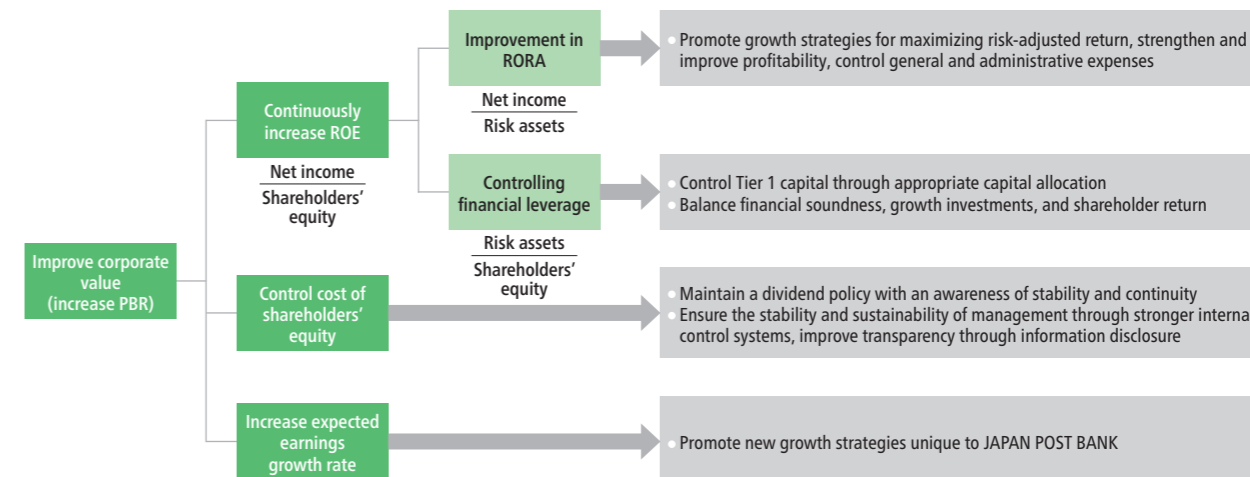 Improve corporate
value
(increase PBR)
Continuously
increase ROE
Net income
Shareholders'
equity
Improvement in
RORA
Net income
Risk assets
• Promote growth strategies for maximizing risk-adjusted return, strengthen and
improve profitability, control general and administrative expenses
Controlling
financial leverage
Risk assets
Shareholders'
equity
• Control Tier 1 capital through appropriate capital allocation
• Balance financial soundness, growth investments, and shareholder return
Control cost of
shareholders'
equity
• Maintain a dividend policy with an awareness of stability and continuity
• Ensure the stability and sustainability of management through stronger interna
control systems, improve transparency through information disclosure
Increase expected
earnings
growth rate
• Promote new growth strategies unique to JAPAN POST BANK